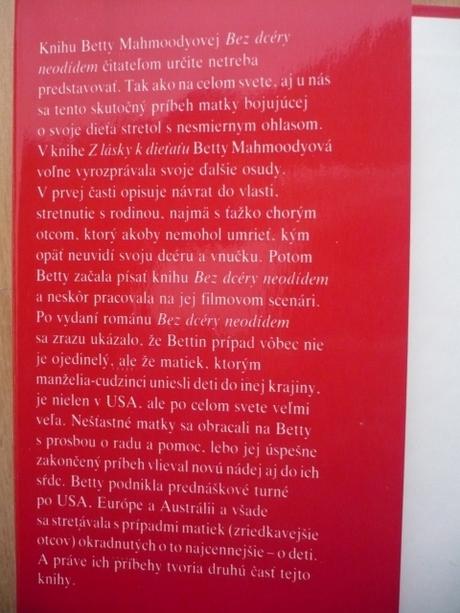 Knihu Betty Mahmoodyovej Bez dcéry
neodídem čitateľom určite netreba
predstavovať. Tak ako na celom svete, aj u nás
sa tento skutočný príbeh matky bojujúcej
o svoje dieťa stretol s nesmiernym ohlasom.
V knihe Z lásky k dieťaťu Betty Mahmoodyová
voľne vyrozprávala svoje ďalšie osudy.
V prvej časti opisuje návrat do vlasti,
stretnutie s rodinou, najmä s ťažko chorým
otcom, ktorý akoby nemohol umrieť, kým
opäť neuvidí svoju dcéru a vnučku. Potom
Betty začala písať knihu Bez dcéry neodídem
a neskôr pracovala na jej filmovom scenári.
Po vydaní románu Bez dcéry neodídem
sa zrazu ukázalo, že Bettin prípad vôbec nie
je ojedinelý, ale že matiek, ktorým
manželia-cudzinci uniesli deti do inej krajiny,
je nielen v USA, ale po celom svete veľmi
veľa. Nešťastné matky sa obracali na Betty
s prosbou o radu a pomoc, lebo jej úspešne
zakončený príbeh vlieval novú nádej aj do ich
sŕdc. Betty podnikla prednáškové turné
po USA, Európe a Austrálii a všade
sa stretávala s prípadmi matiek (zriedkavejšie
otcov) okradnutých o to najcennejšie – o deti.
A práve ich príbehy tvoria druhú časť tejto
knihy.